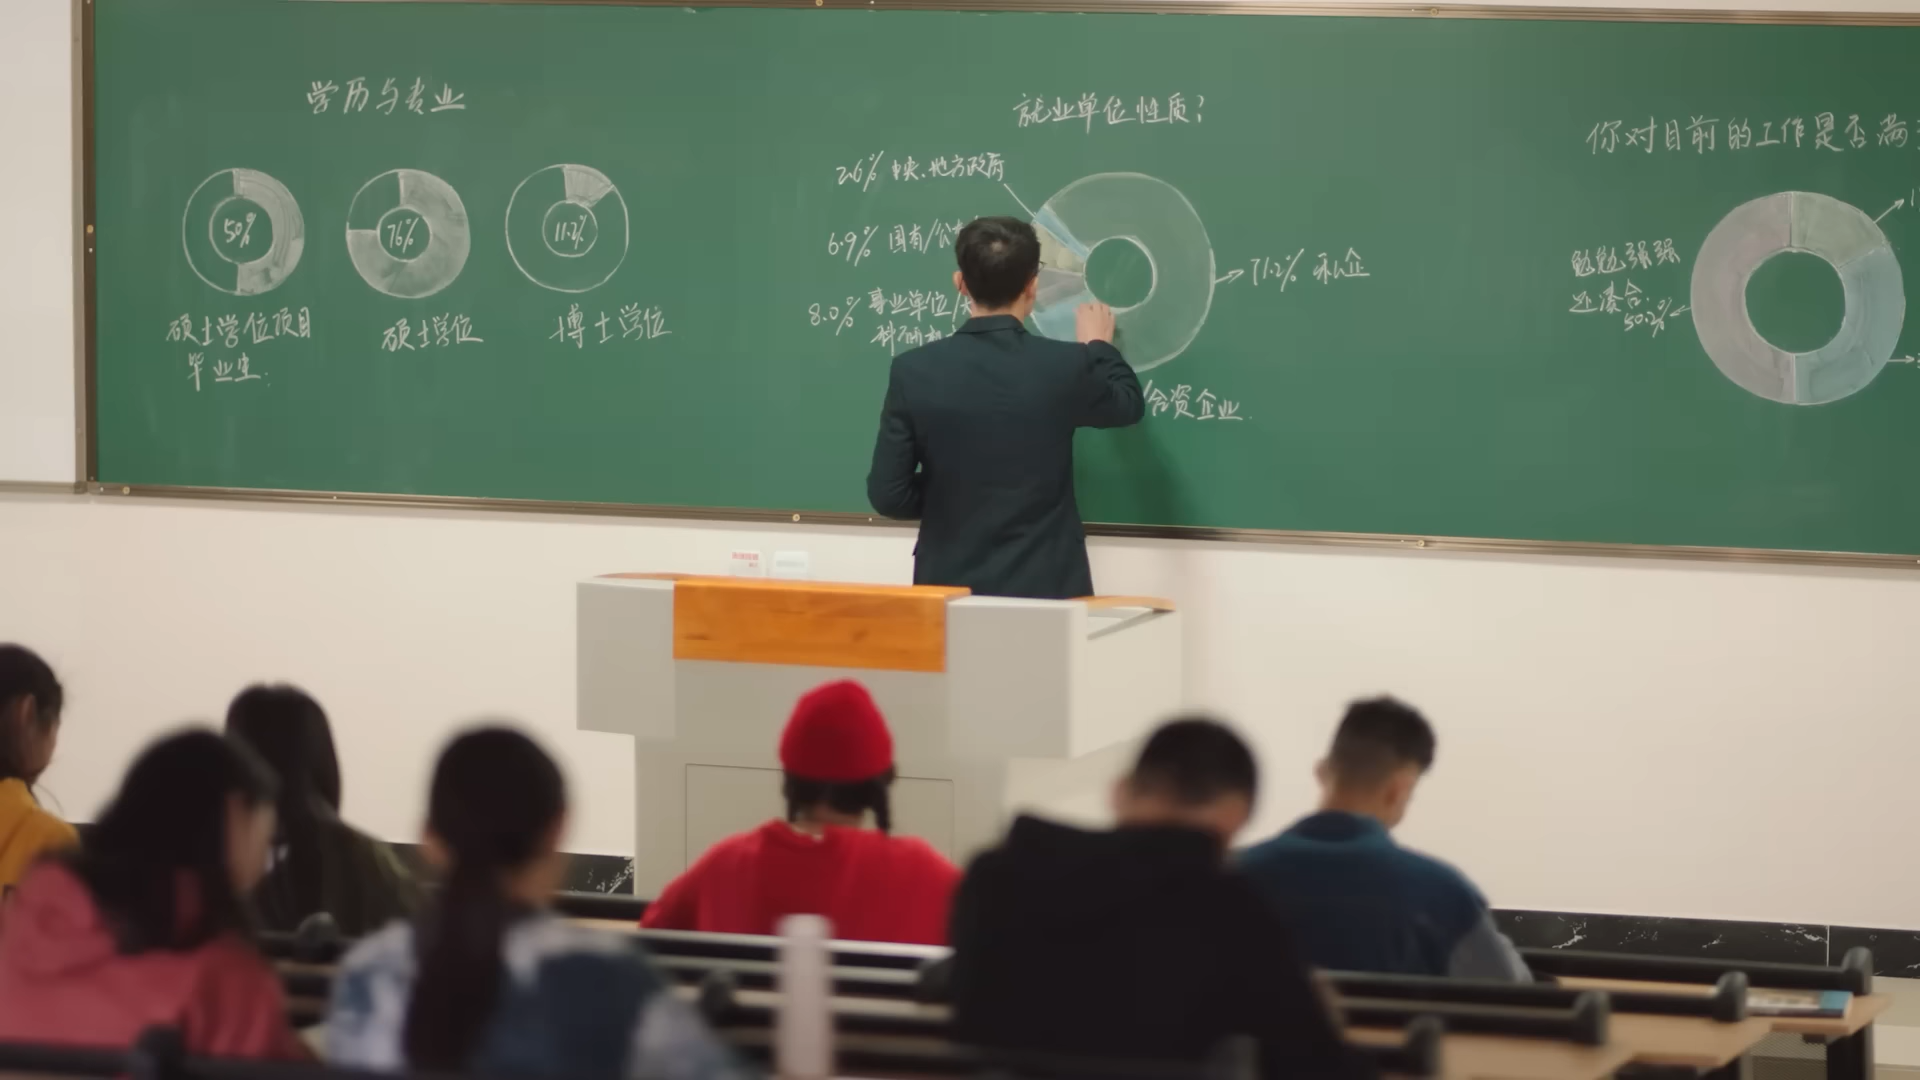 学历与专业
50%
硕士学位项目
毕业生.
76%
硕士学位
11.2%
博士学位
就业单位性质?
2.6% 中央、地方政府
6.9% 国有/公
8.0% 事业单位/
科研机
71.2% 私企
/合资企业.
你对目前的工作是否满
勉勉强强
还凑合.
50.2%